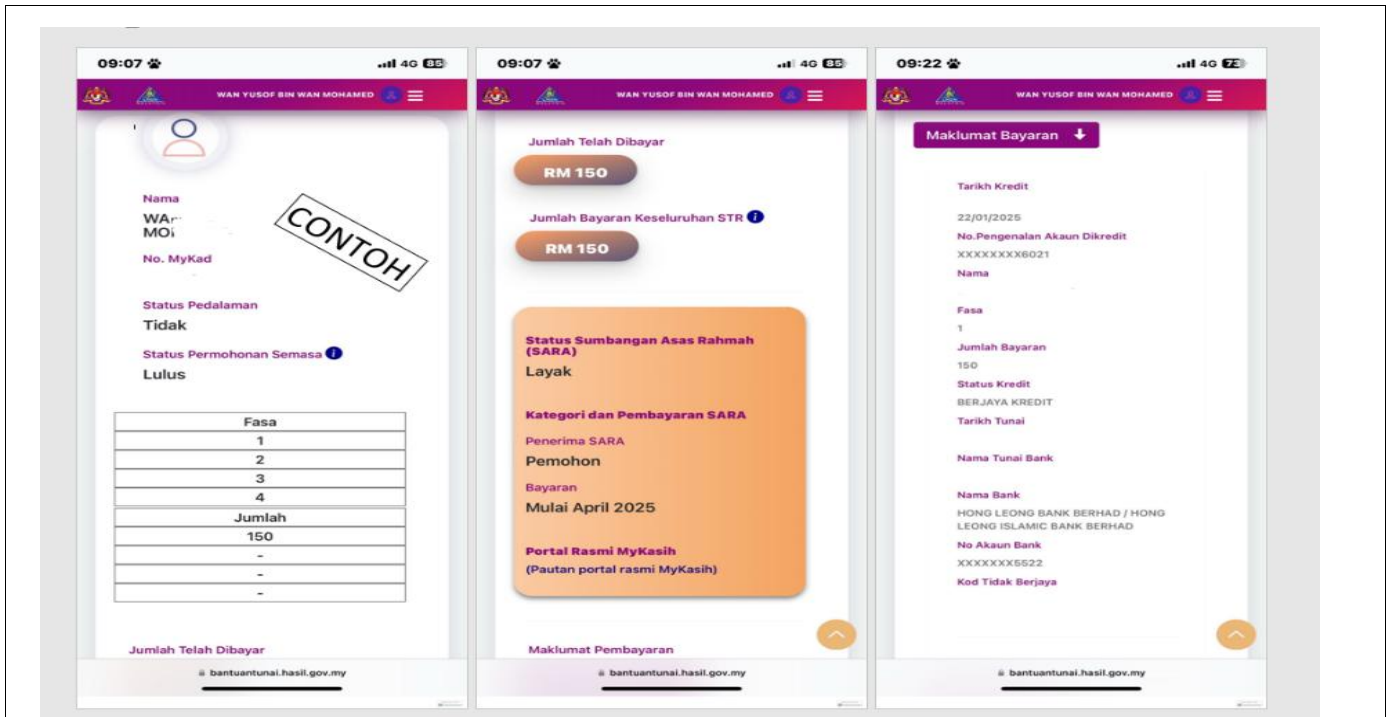 09:07
4G 85
WAN YUSOF BIN WAN MOHAMED
Nama
WAN
MOH
No. MyKad
CONTOH
Status Pedalaman
Tidak
Status Permohonan Semasa
Lulus
Fasa
1
2
3
4
Jumlah
150
-
-
-
Jumlah Telah Dibayar
bantuantunai.hasil.gov.my
09:07
4G 85
WAN YUSOF BIN WAN MOHAMED
Jumlah Telah Dibayar
RM 150
Jumlah Bayaran Keseluruhan STR
RM 150
Status Sumbangan Asas Rahmah
(SARA)
Layak
Kategori dan Pembayaran SARA
Penerima SARA
Pemohon
Bayaran
Mulai April 2025
Portal Rasmi MyKasih
(Pautan portal rasmi MyKasih)
Maklumat Pembayaran
bantuantunai.hasil.gov.my
09:22
4G 72
WAN YUSOF BIN WAN MOHAMED
Maklumat Bayaran
Tarikh Kredit
22/01/2025
No.Pengenalan Akaun Dikredit
XXXXXXXX6021
Nama
Fasa
1
Jumlah Bayaran
150
Status Kredit
BERJAYA KREDIT
Tarikh Tunai
Nama Tunai Bank
Nama Bank
HONG LEONG BANK BERHAD / HONG
LEONG ISLAMIC BANK BERHAD
No Akaun Bank
XXXXXXX5522
Kod Tidak Berjaya
bantuantunai.hasil.gov.my